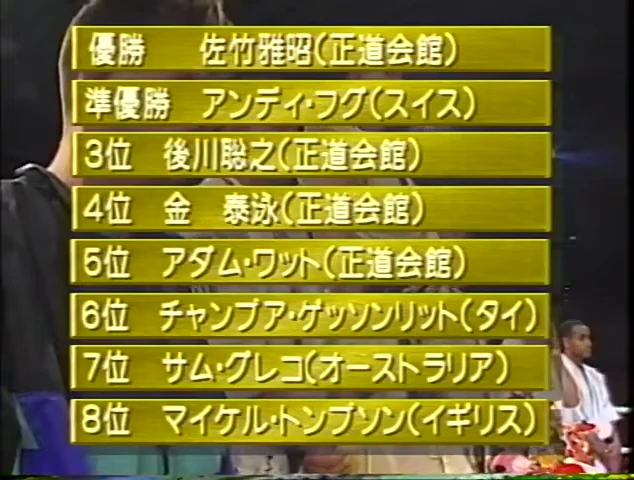 優勝 佐竹雅昭(正道会館)
準優勝 アンディ・フグ(スイス)
3位 後川聡之(正道会館)
4位 金 泰泳(正道会館)
5位 アダム・ワット(正道会館)
6位 チャンプア・ゲッソンリット(タイ)
7位 サム・グレコ(オーストラリア)
8位 マイケル・トンプソン(イギリス)